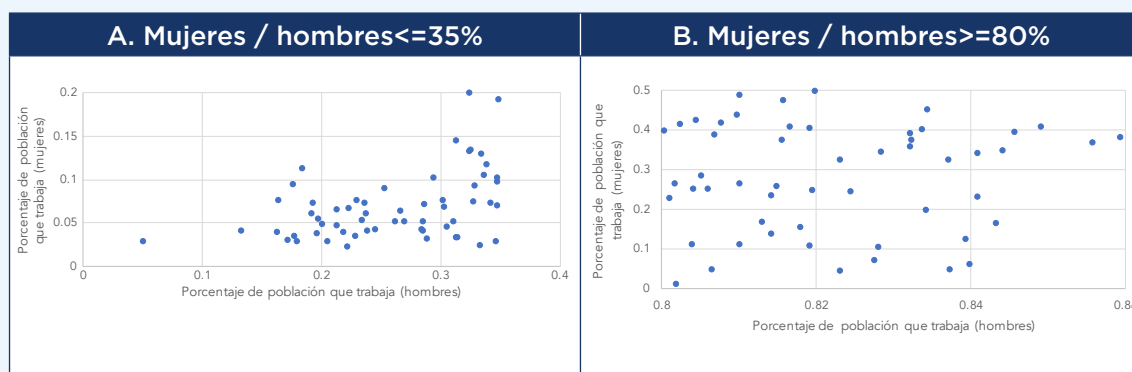 A. Mujeres / hombres<=35%
B. Mujeres / hombres>=80%
Porcentaje de población
que trabaja (mujeres)
0.2
0.15
0.1
0.05
0
0
0.1
0.2
0.3
0.4
Porcentaje de población que trabaja (hombres)
Porcentaje de población que
trabaja (mujeres)
0.5
0.4
0.3
0.2
0.1
0
0.8
0.82
0.84
Porcentaje de población que trabaja (hombres)